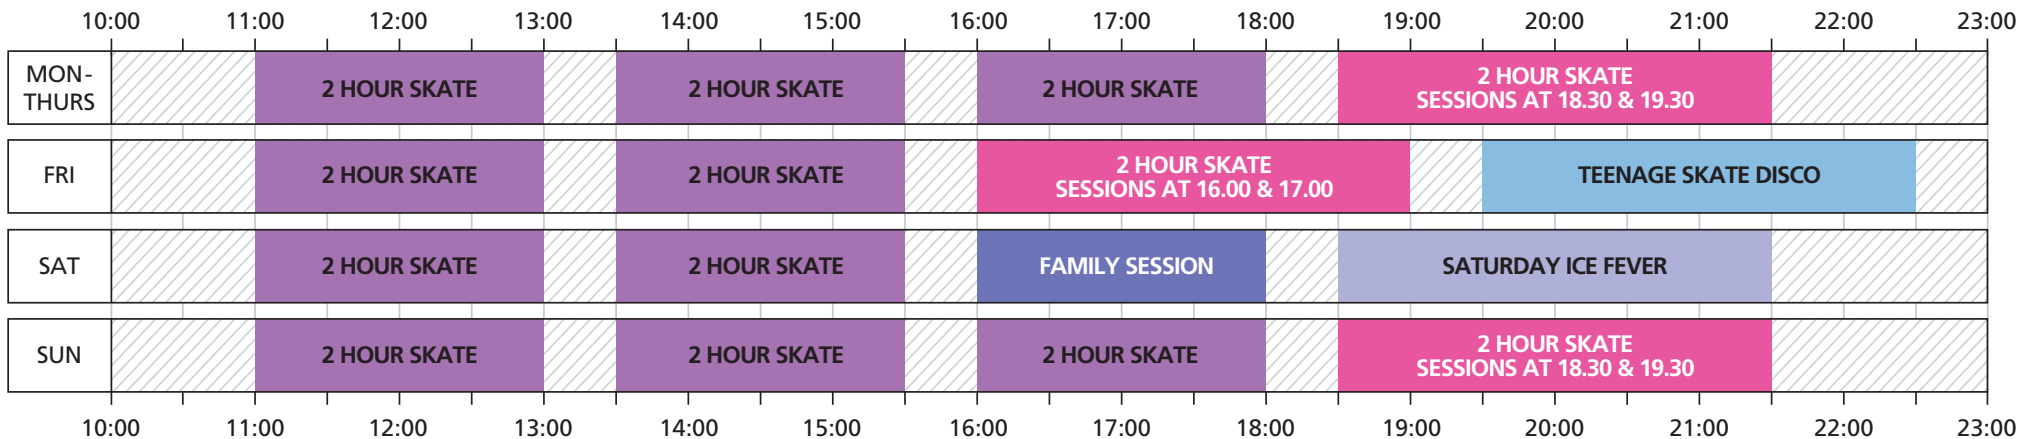 10:00 11:00 12:00 13:00 14:00 15:00 16:00 17:00 18:00 19:00 20:00 21:00 22:00 23:00
MON-
THURS
2 HOUR SKATE
2 HOUR SKATE
2 HOUR SKATE
2 HOUR SKATE
SESSIONS AT 18.30 & 19.30
FRI
2 HOUR SKATE
2 HOUR SKATE
2 HOUR SKATE
SESSIONS AT 16.00 & 17.00
TEENAGE SKATE DISCO
SAT
2 HOUR SKATE
2 HOUR SKATE
FAMILY SESSION
SATURDAY ICE FEVER
SUN
2 HOUR SKATE
2 HOUR SKATE
2 HOUR SKATE
2 HOUR SKATE
SESSIONS AT 18.30 & 19.30
10:00 11:00 12:00 13:00 14:00 15:00 16:00 17:00 18:00 19:00 20:00 21:00 22:00 23:00